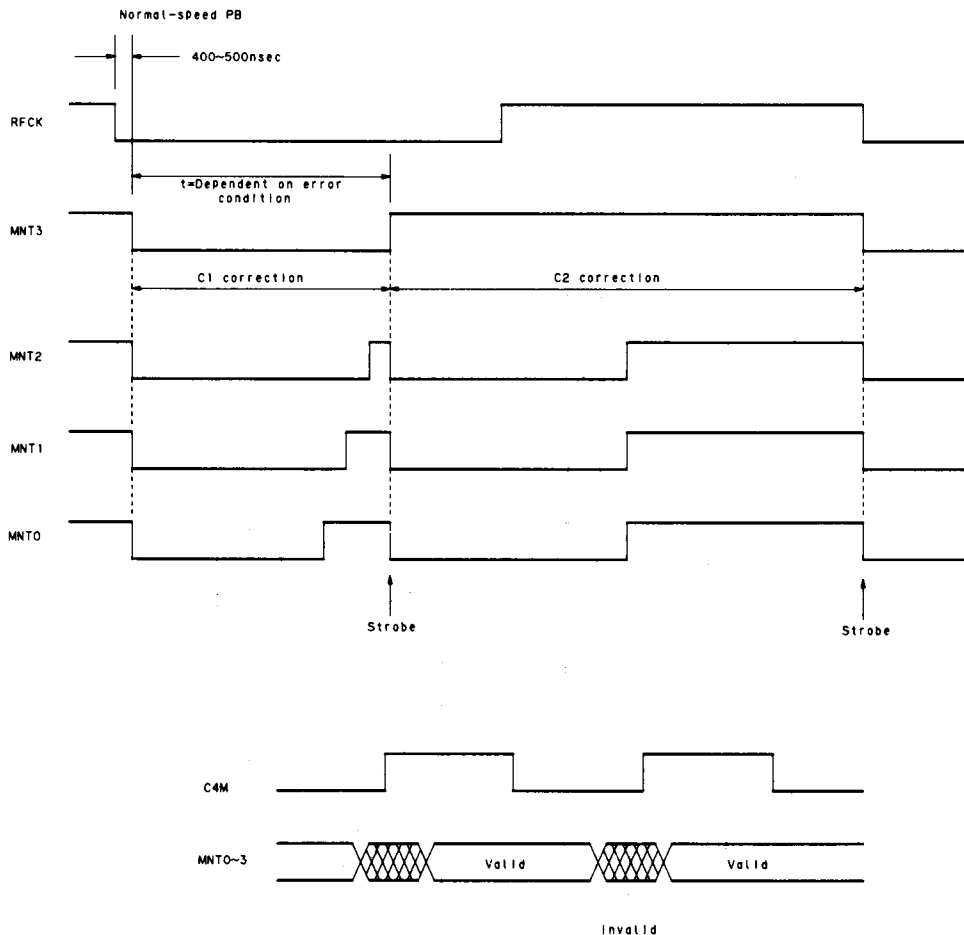 Normal-speed PB
400~500nsec
RFCK
t=Dependent on error
condition
MNT3
C1 correction
C2 correction
MNT2
MNT1
MNT0
Strobe
Strobe
C4M
MNT0~3
Valid
Valid
Invalid